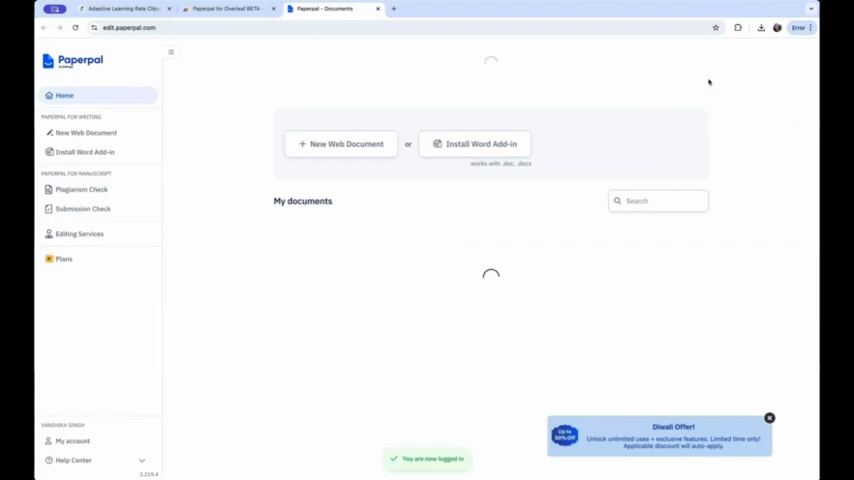 Adaptive Learning Rate Clip
Paperpal for Overleaf BETA -
Paperpal - Documents
edit.paperpal.com
Error
Paperpal
Home
PAPERPAL FOR WRITING
New Web Document
Install Word Add-in
PAPERPAL FOR MANUSCRIPT
Plagiarism Check
Submission Check
Editing Services
Plans
+ New Web Document or Install Word Add-in
works with .doc, .docx
My documents
Search
Up to
50% Off
Diwali Offer!
Unlock unlimited uses + exclusive features. Limited time only!
Applicable discount will auto-apply.
You are now logged in
VANSHIKA SINGH
My account
Help Center
3.219.4